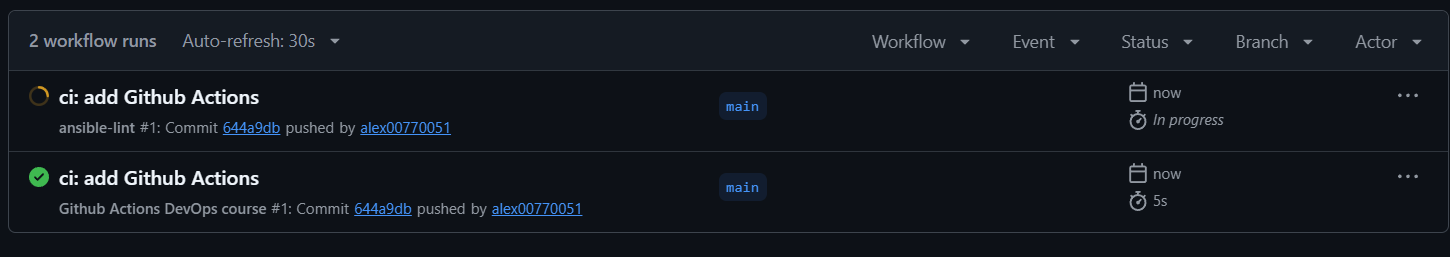 2 workflow runs Auto-refresh: 30s Workflow Event Status Branch Actor
ci: add Github Actions
main
now
ansible-lint #1: Commit 644a9db pushed by alex00770051
In progress
ci: add Github Actions
main
now
Github Actions DevOps course #1: Commit 644a9db pushed by alex00770051
5s